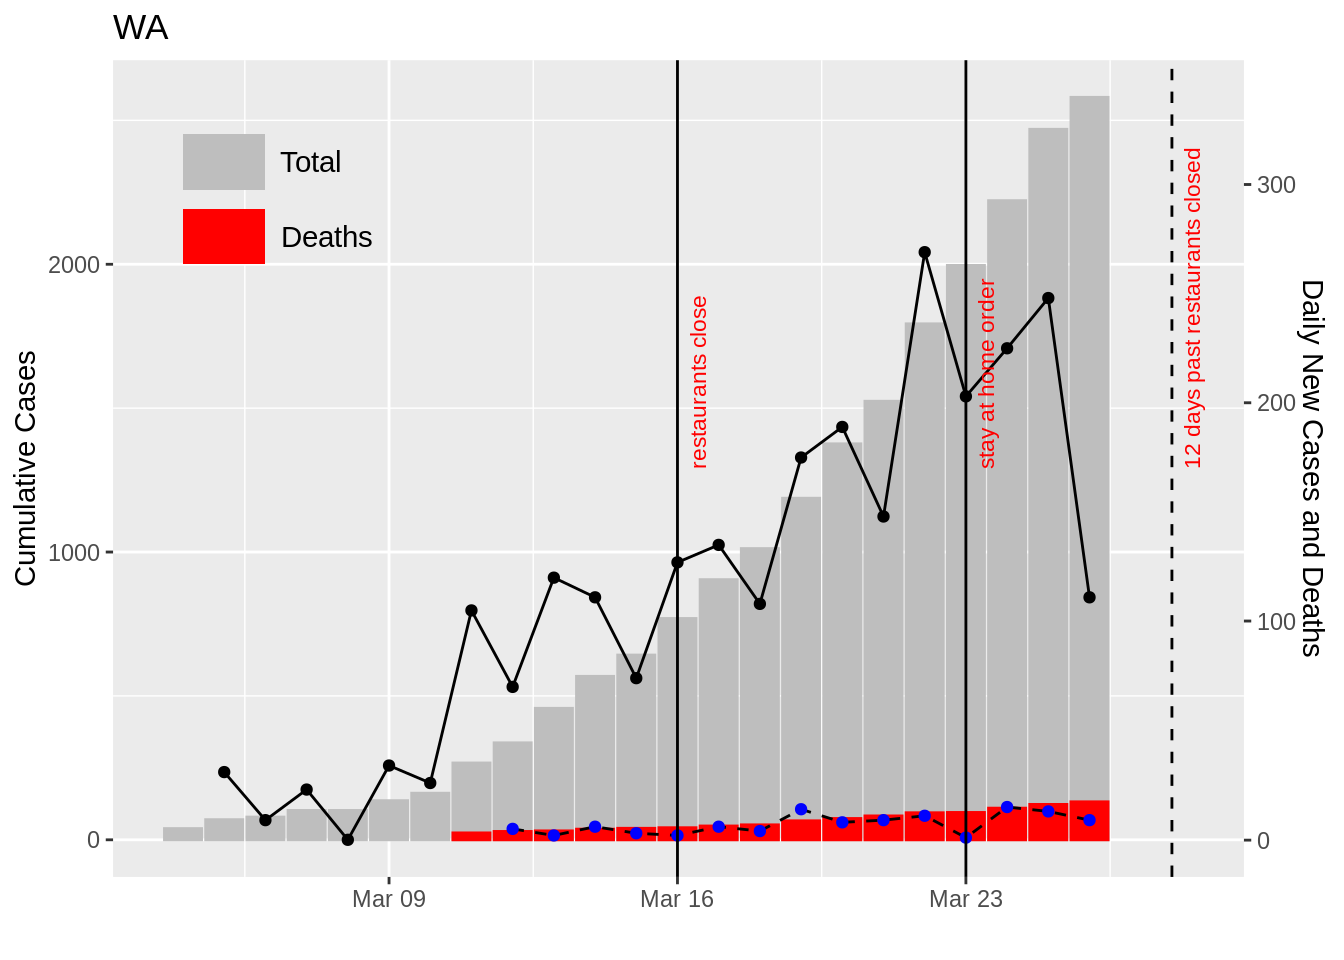 WA
Total
Deaths
2000
1000
0
Cumulative Cases
restaurants close
stay at home order
12 days past restaurants closed
300
200
100
0
Daily New Cases and Deaths
Mar 09
Mar 16
Mar 23